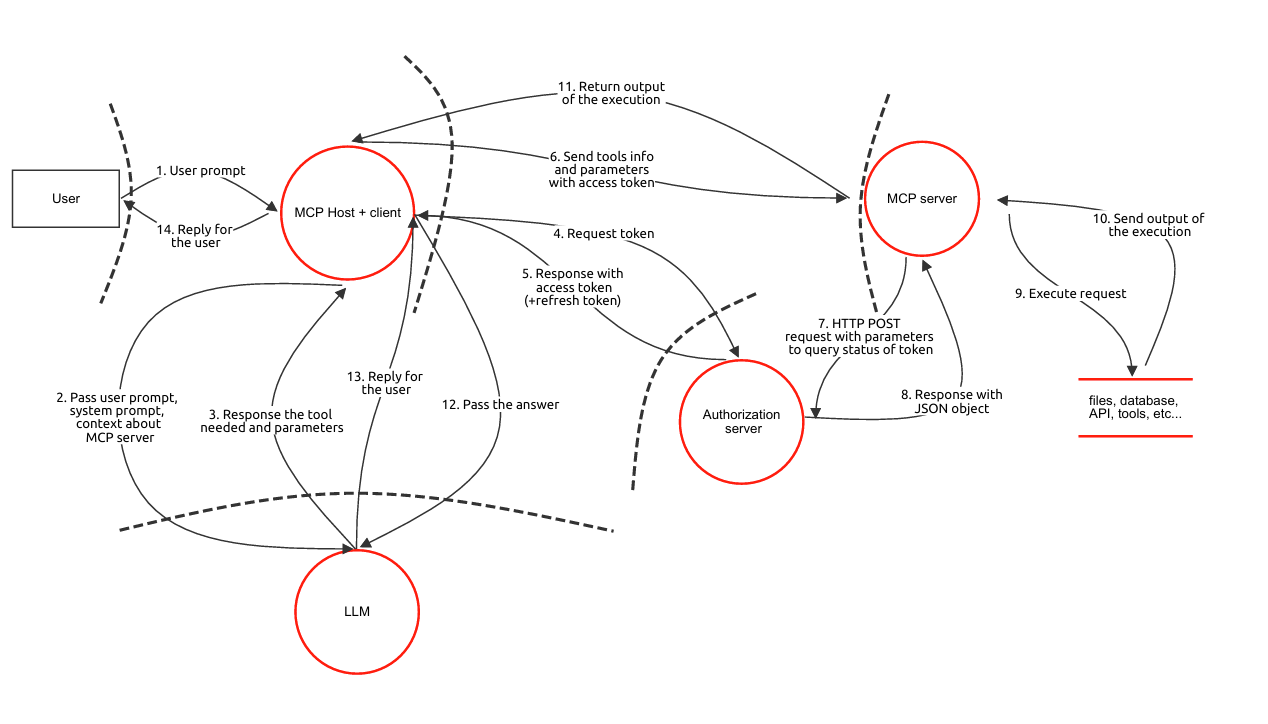 11. Return output
of the execution
1. User prompt
6. Send tools info
and parameters
with access token
User
MCP Host + client
MCP server
14. Reply for
the user
4. Request token
10. Send output of
the execution
5. Response with
access token
(+refresh token)
9. Execute request
7. HTTP POST
request with parameters
to query status of token
13. Reply for
the user
2. Pass user prompt,
system prompt,
context about
MCP server
3. Response the tool
needed and parameters
12. Pass the answer
Authorization
server
8. Response with
JSON object
files, database,
API, tools, etc...
LLM